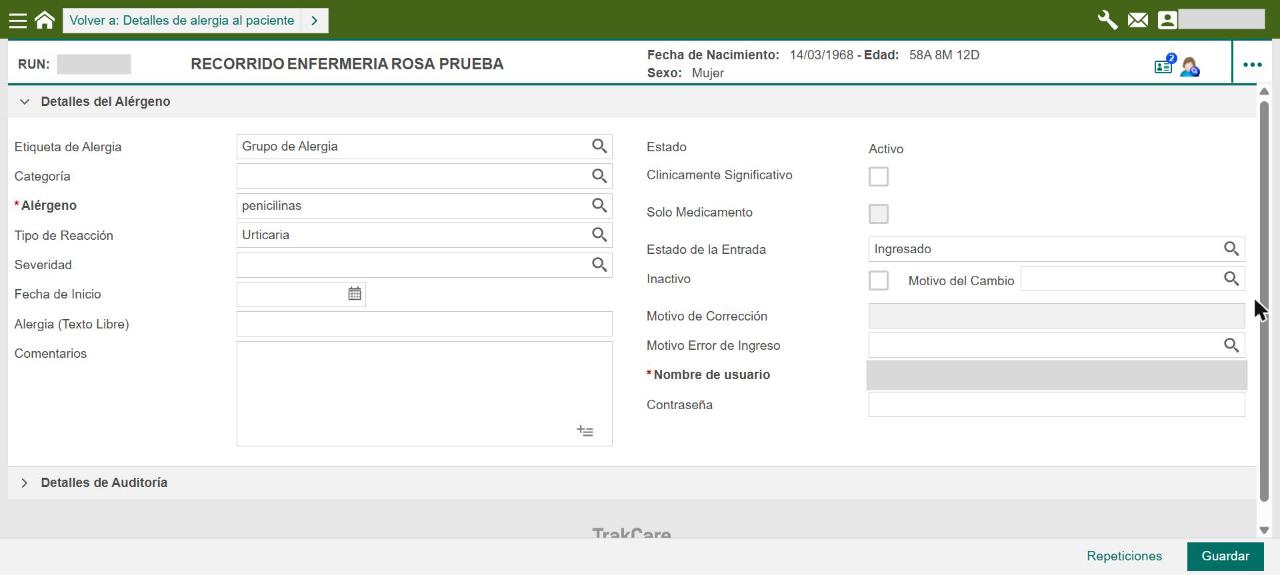 Volver a: Detalles de alergia al paciente
RUN:
RECORRIDO ENFERMERIA ROSA PRUEBA
Fecha de Nacimiento: 14/03/1968 - Edad: 58A 8M 12D
Sexo: Mujer
2
Detalles del Alérgeno
Etiqueta de Alergia Grupo de Alergia
Categoría
*Alérgeno penicilinas
Tipo de Reacción Urticaria
Severidad
Fecha de Inicio
Alergia (Texto Libre)
Comentarios
Estado Activo
Clinicamente Significativo
Solo Medicamento
Estado de la Entrada Ingresado
Inactivo Motivo del Cambio
Motivo de Corrección
Motivo Error de Ingreso
*Nombre de usuario
Contraseña
Detalles de Auditoría
TrakCare
Repeticiones Guardar